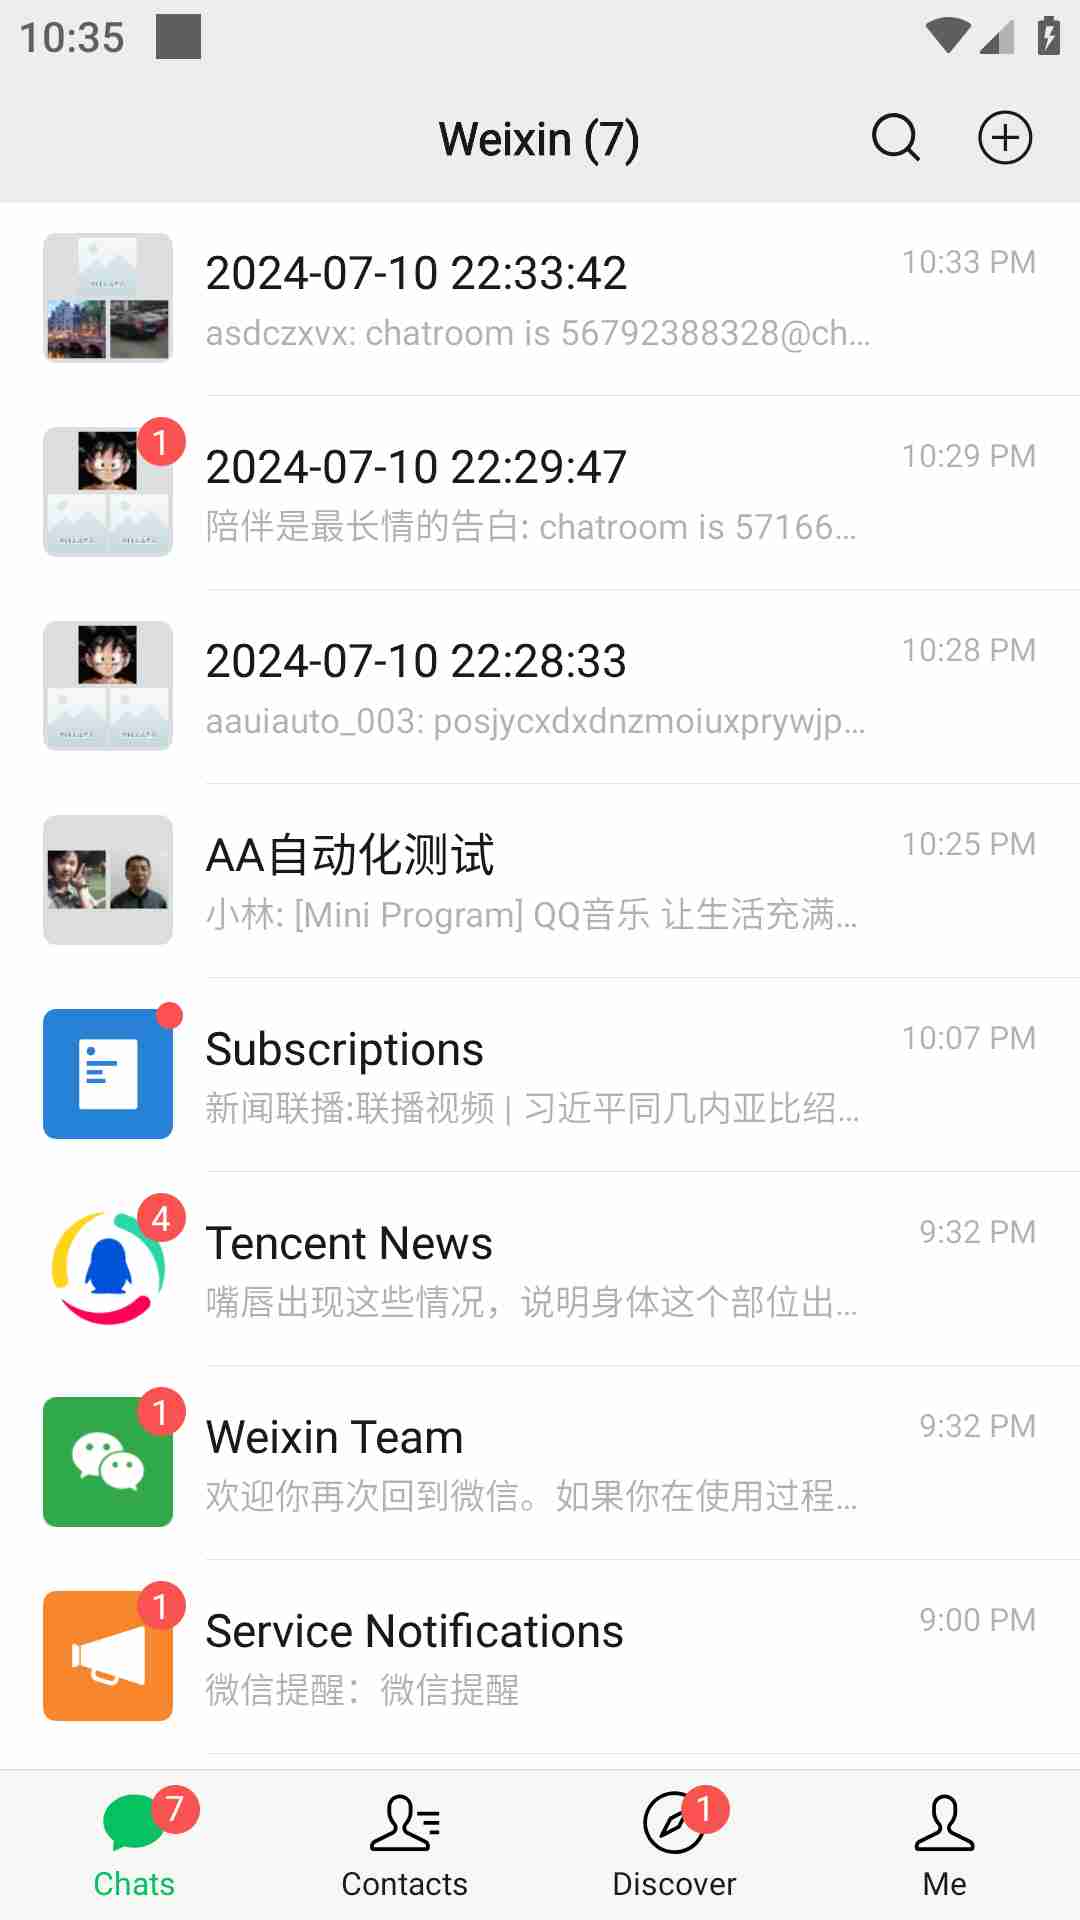 10:35
Weixin (7)
2024-07-10 22:33:42
10:33 PM
asdczxvx: chatroom is 56792388328@ch...
1
2024-07-10 22:29:47
10:29 PM
陪伴是最长情的告白: chatroom is 57166...
2024-07-10 22:28:33
10:28 PM
aauiauto_003: posjycxdxdnzmoiuxprywjp...
AA自动化测试
10:25 PM
小林: [Mini Program] QQ音乐 让生活充满...
Subscriptions
10:07 PM
新闻联播:联播视频 | 习近平同几内亚比绍...
4
Tencent News
9:32 PM
嘴唇出现这些情况，说明身体这个部位出...
1
Weixin Team
9:32 PM
欢迎你再次回到微信。如果你在使用过程...
1
Service Notifications
9:00 PM
微信提醒：微信提醒
7
1
Chats
Contacts
Discover
Me